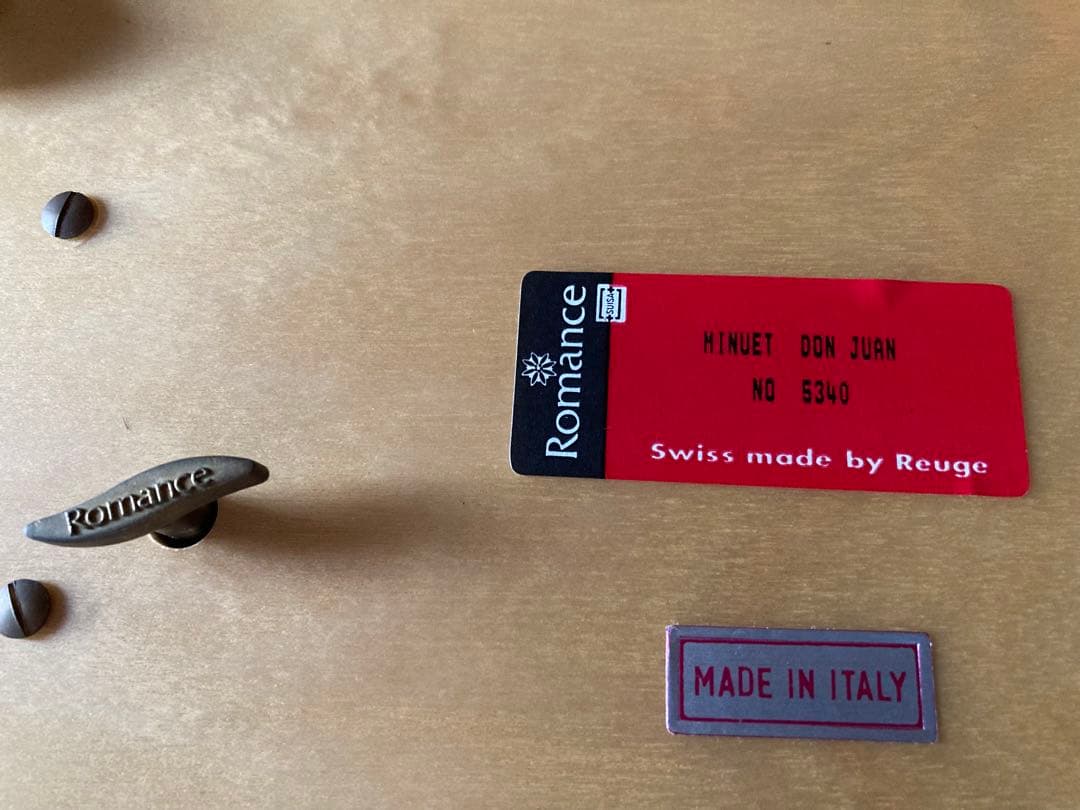 Romance
SUISA
MINUET DON JUAN
NO 5340
Swiss made by Reuge
Romance
MADE IN ITALY